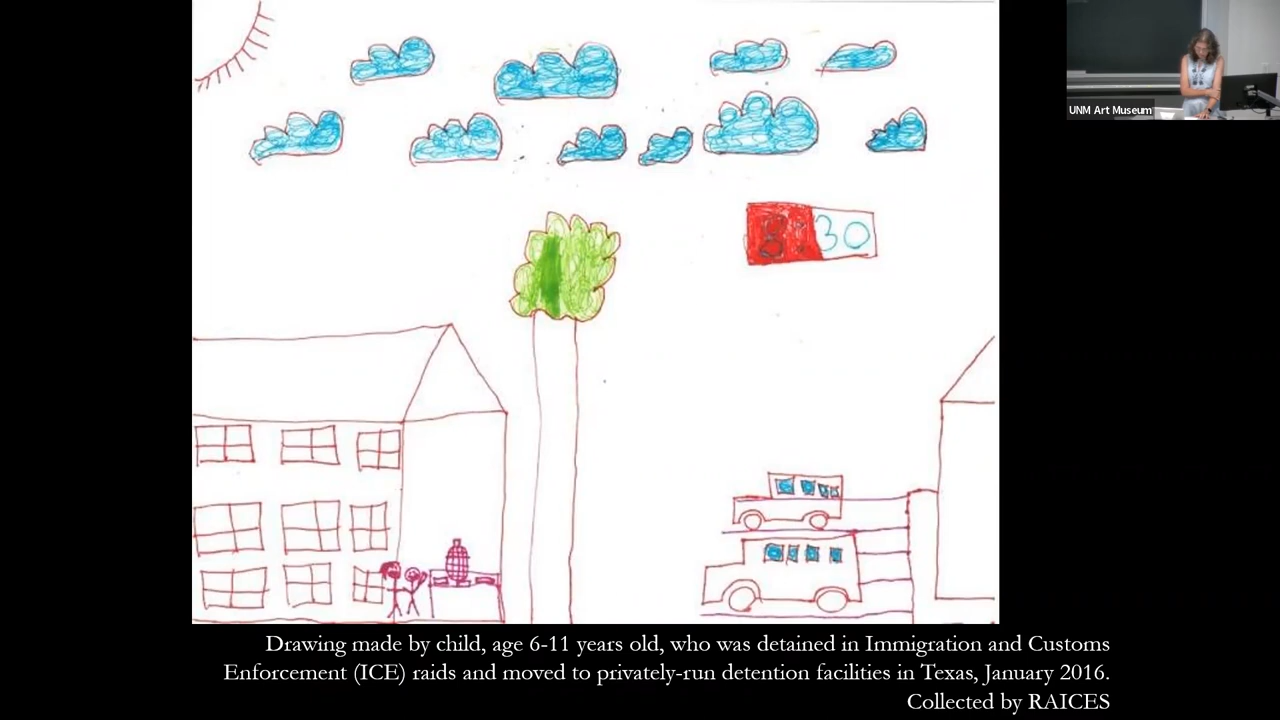 UNM Art Museum
8:30
Drawing made by child, age 6-11 years old, who was detained in Immigration and Customs
Enforcement (ICE) raids and moved to privately-run detention facilities in Texas, January 2016.
Collected by RAICES